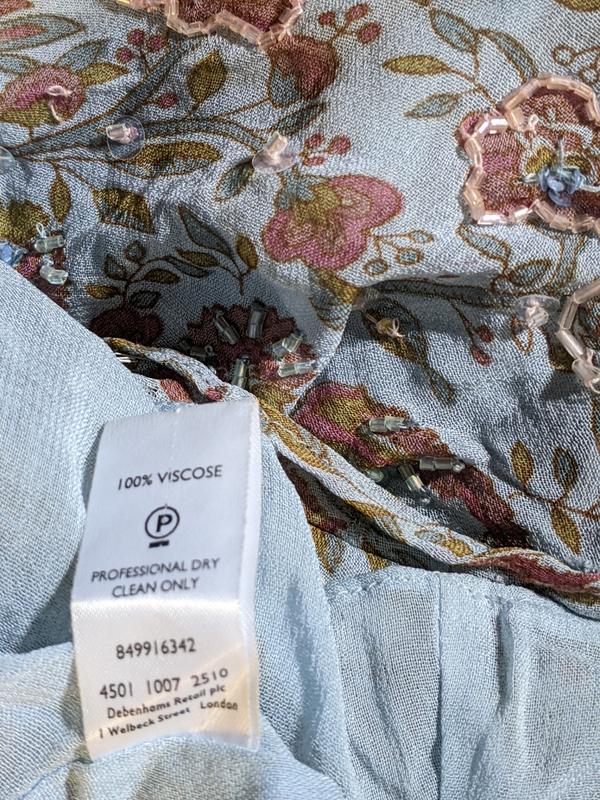 100% VISCOSE
P
PROFESSIONAL DRY
CLEAN ONLY
849916342
4501 1007 2510
Debenhams Retail plc
1 Welbeck Street London